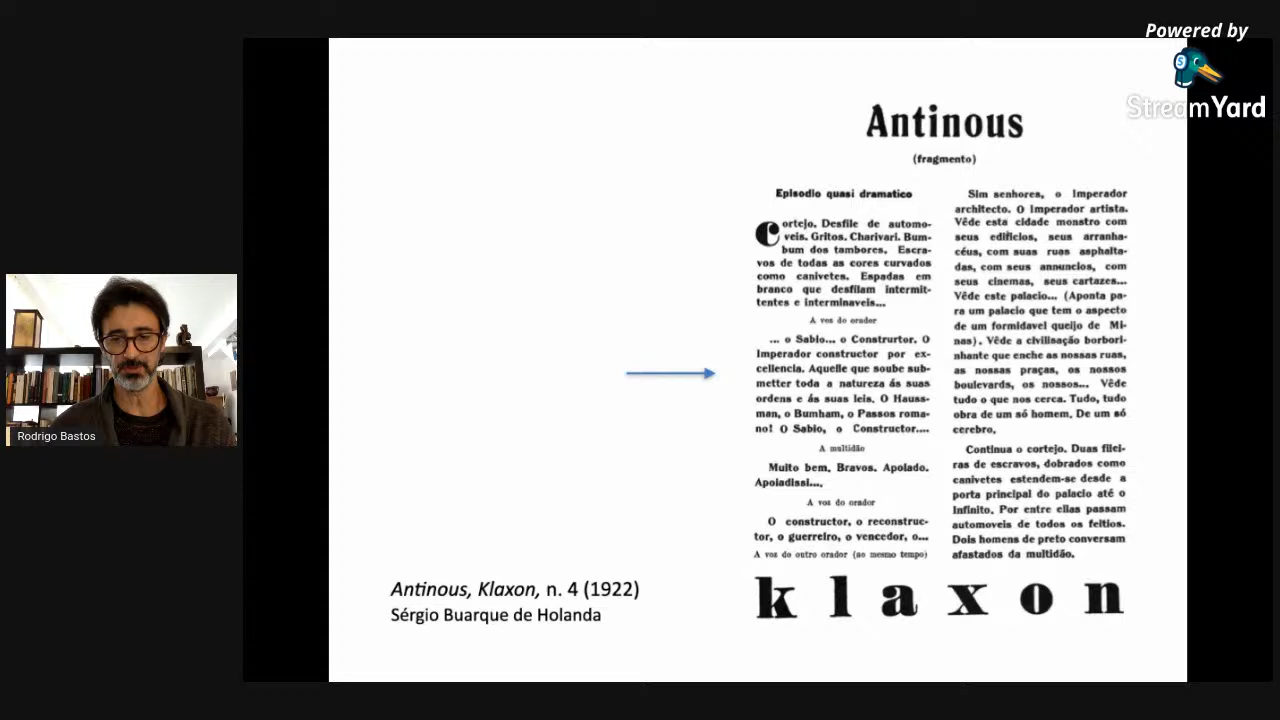 Powered by
StreamYard
Antinous
(fragmento)
Episodio quasi dramatico
Cortejo. Desfile de automo-
veis. Gritos. Charivari. Bum-
bum dos tambores. Escra-
vos de todas as cores curvados
como canivetes. Espadas em
branco que desfilam intermit-
tentes e interminaveis...
A voz do orador
... o Sabio... o Construrtor. O
Imperador constructor por ex-
cellencia. Aquelle que soube sub-
metter toda a natureza ás suas
ordens e ás suas leis. O Hauss-
man, o Bumham, o Passos roma-
no! O Sabio, o Constructor....
A multidão
Muito bem. Bravos. Apoiado.
Apoiadissi....
A voz do orador
O constructor, o reconstruc-
tor, o guerreiro, o vencedor, o...
A voz do outro orador (ao mesmo tempo)
Sim senhores, o Imperador
architecto. O Imperador artista.
Vêde esta cidade monstro com
seus edificios, seus arranha-
céus, com suas ruas asphalta-
das, com seus annuncios, com
seus cinemas, seus cartazes...
Vêde este palacio... (Aponta pa-
ra um palacio que tem o aspecto
de um formidavel queijo de Mi-
nas). Vêde a civilisação borbori-
nhante que enche as nossas ruas,
as nossas praças, os nossos
boulevards, os nossos... Vêde
tudo o que nos cerca. Tudo, tudo
obra de um só homem. De um só
cerebro.
Continua o cortejo. Duas filei-
ras de escravos, dobrados como
canivetes estendem-se desde a
porta principal do palacio até o
Infinito. Por entre ellas passam
automoveis de todos os feitios.
Dois homens de preto conversam
afastados da multidão.
klaxon
Antinous, Klaxon, n. 4 (1922)
Sérgio Buarque de Holanda
Rodrigo Bastos